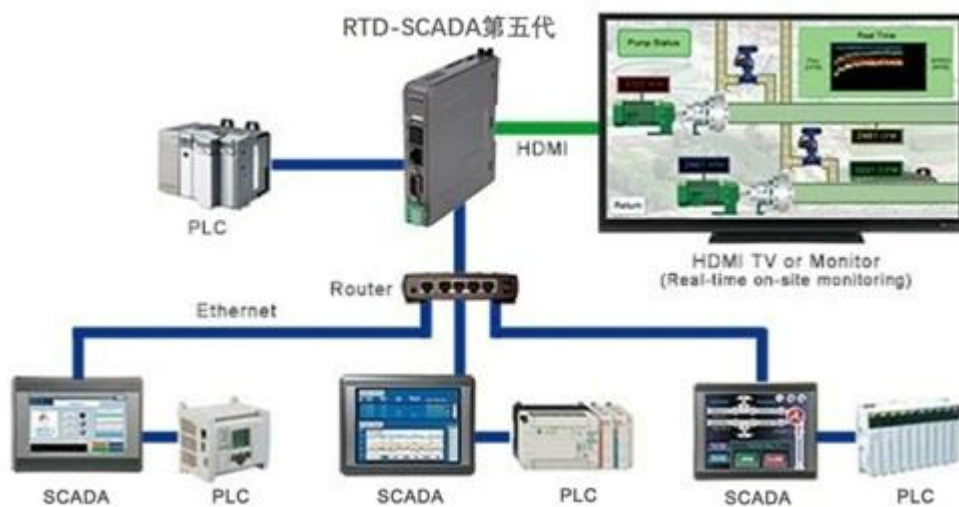 RTD-SCADA第五代
Pump Status
Real Time
HDMI
PLC
Return
HDMI TV or Monitor
(Real-time on-site monitoring)
Router
Ethernet
SCADA
PLC
SCADA
PLC
SCADA
PLC